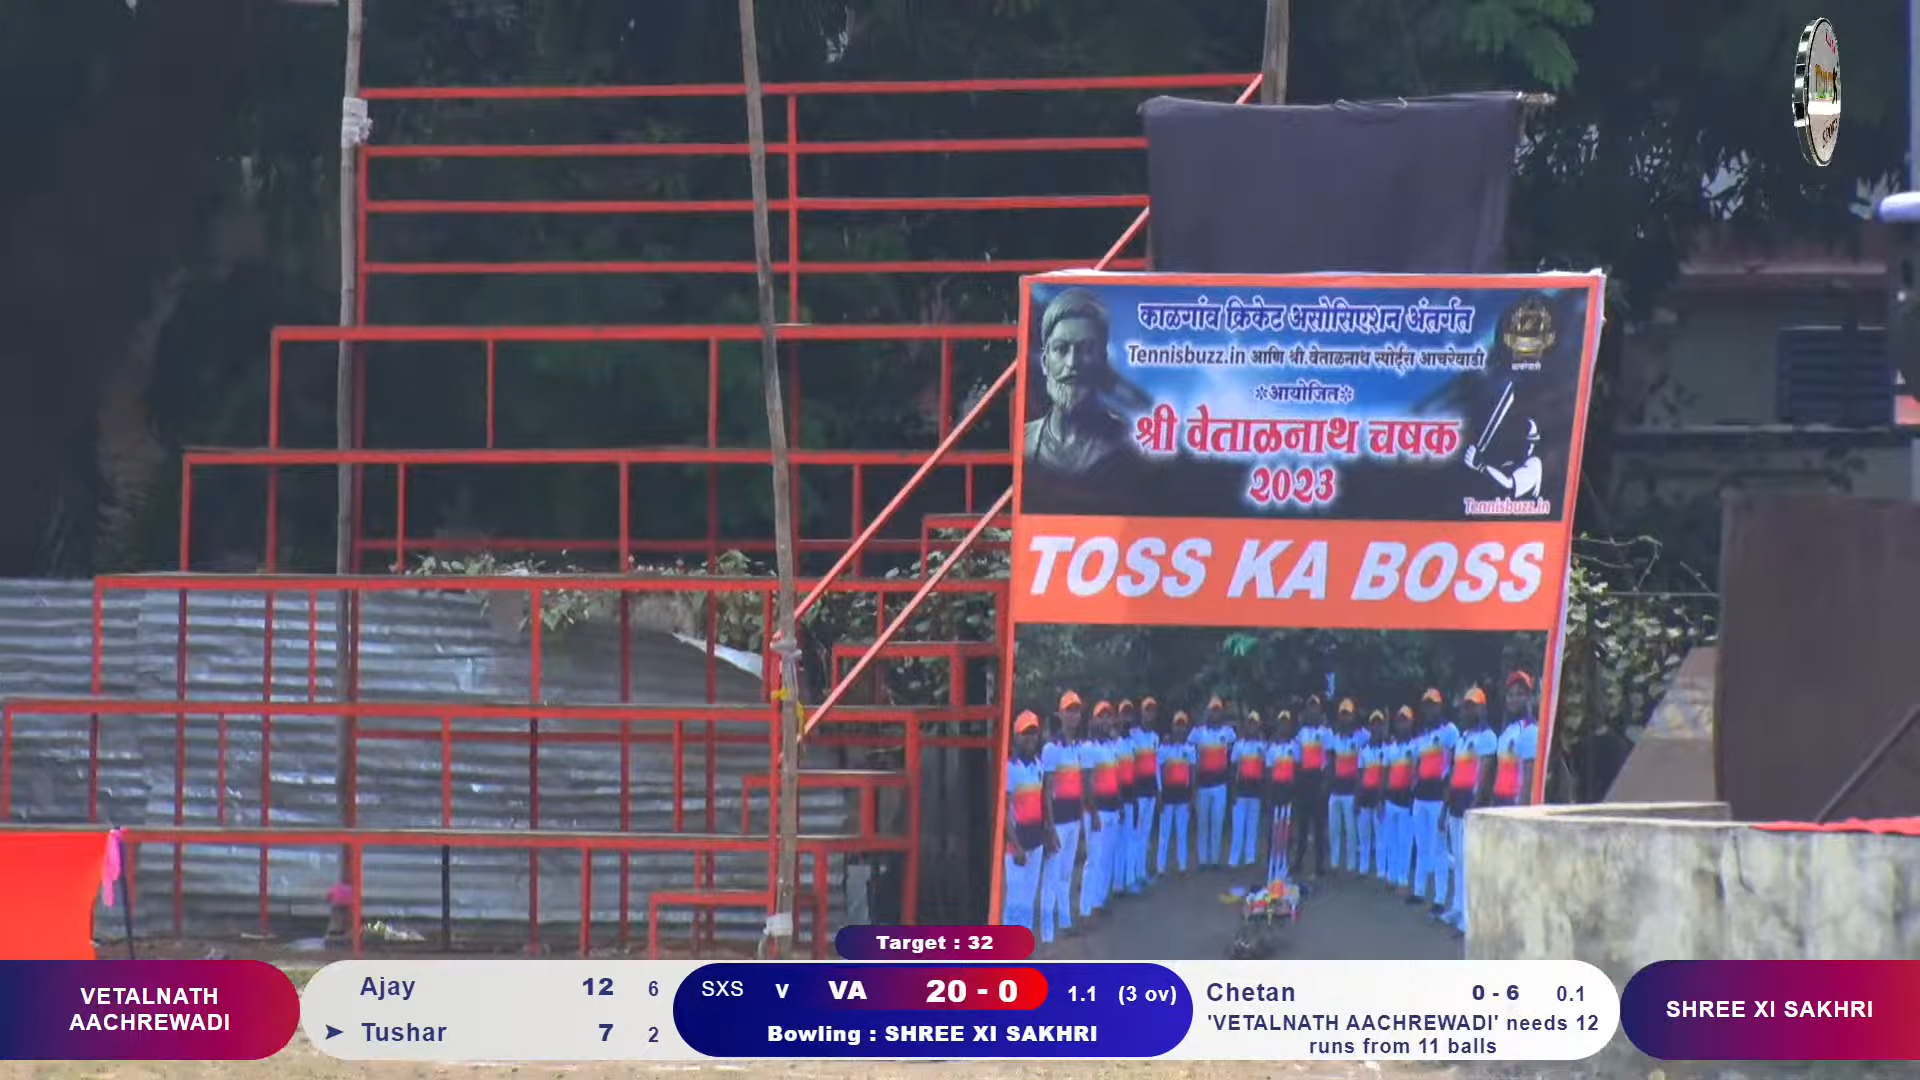 काळगांव क्रिकेट असोसिएशन अंतर्गत
Tennisbuzz.in आणि श्री.वेताळनाथ स्पोर्ट्स आचरेवाडी
*आयोजित*
श्री वेताळनाथ चषक
2023
Tennisbuzz.in
TOSS KA BOSS
Target : 32
VETALNATH
AACHREWADI
Ajay 12 6
Tushar 7 2
SXS v VA 20 - 0 1.1 (3 ov)
Bowling : SHREE XI SAKHRI
Chetan 0 - 6 0.1
'VETALNATH AACHREWADI' needs 12
runs from 11 balls
SHREE XI SAKHRI